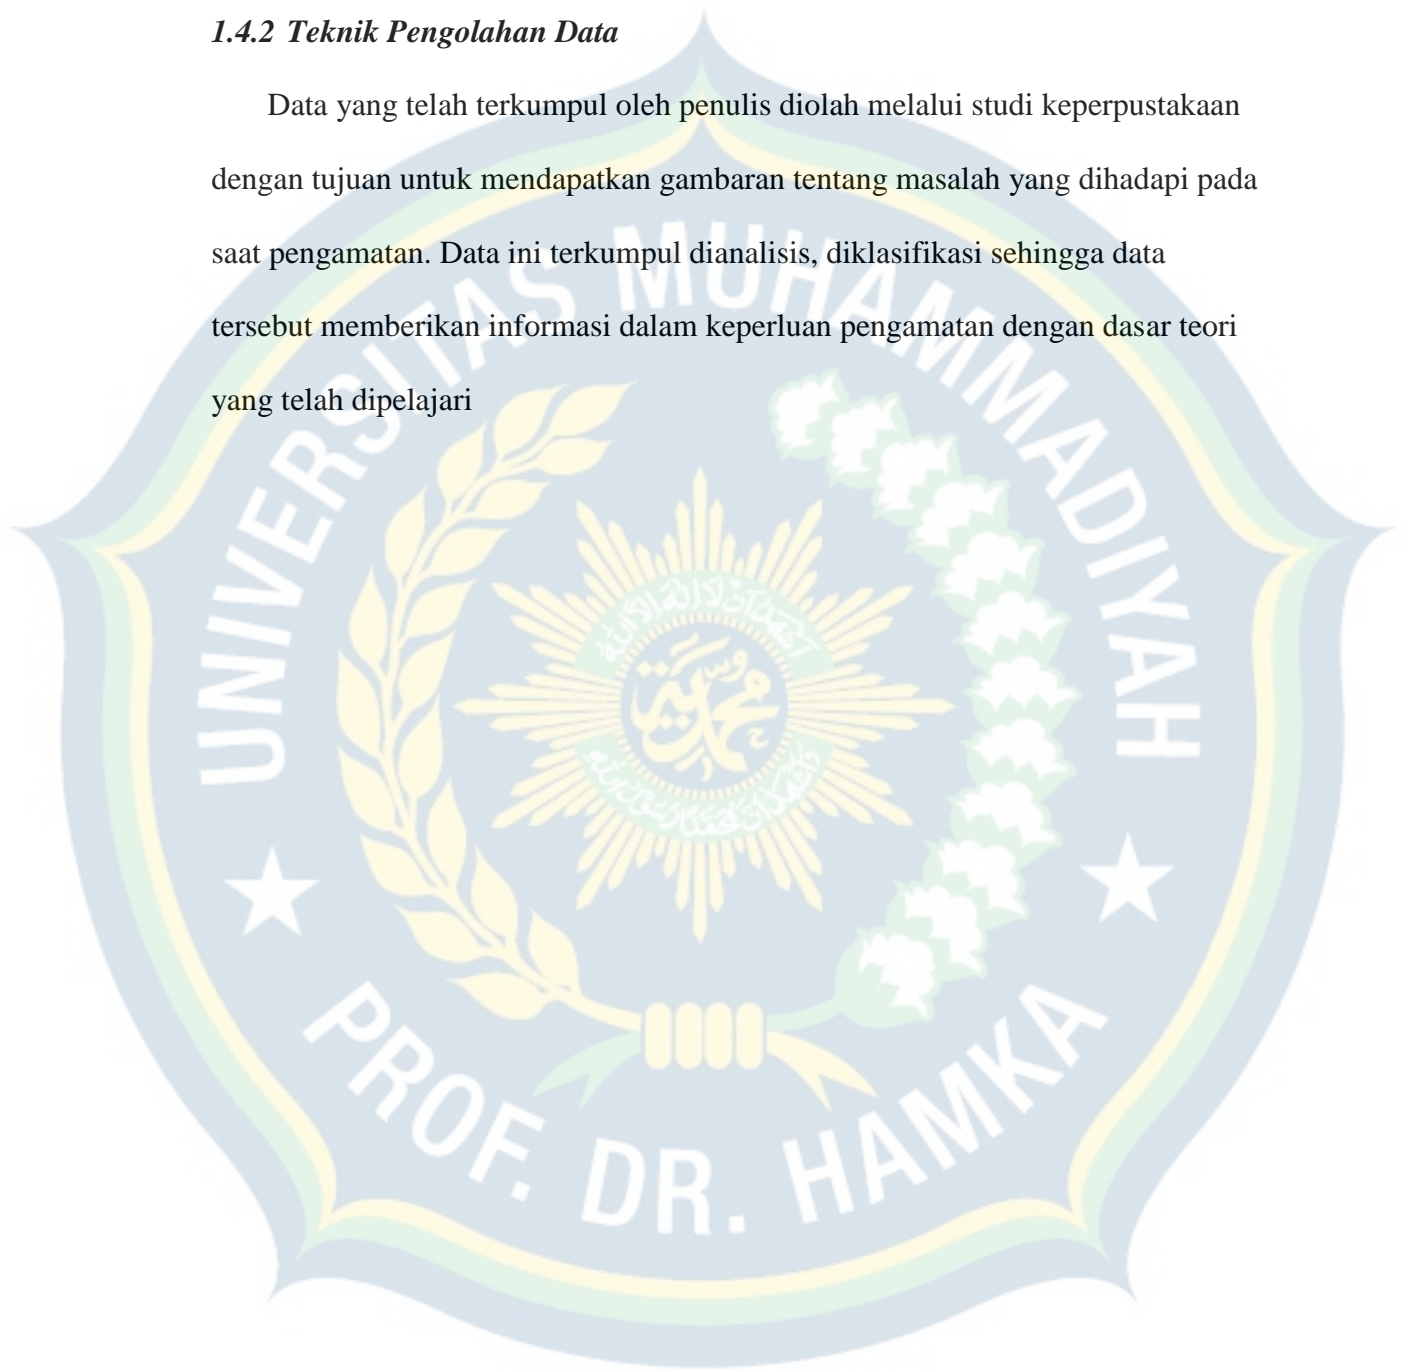 1.4.2 Teknik Pengolahan Data
Data yang telah terkumpul oleh penulis diolah melalui studi keperpustakaan
dengan tujuan untuk mendapatkan gambaran tentang masalah yang dihadapi pada
saat pengamatan. Data ini terkumpul dianalisis, diklasifikasi sehingga data
tersebut memberikan informasi dalam keperluan pengamatan dengan dasar teori
yang telah dipelajari
UNIVERSITAS MUHAMMADIYAH
PROF. DR. HAMKA